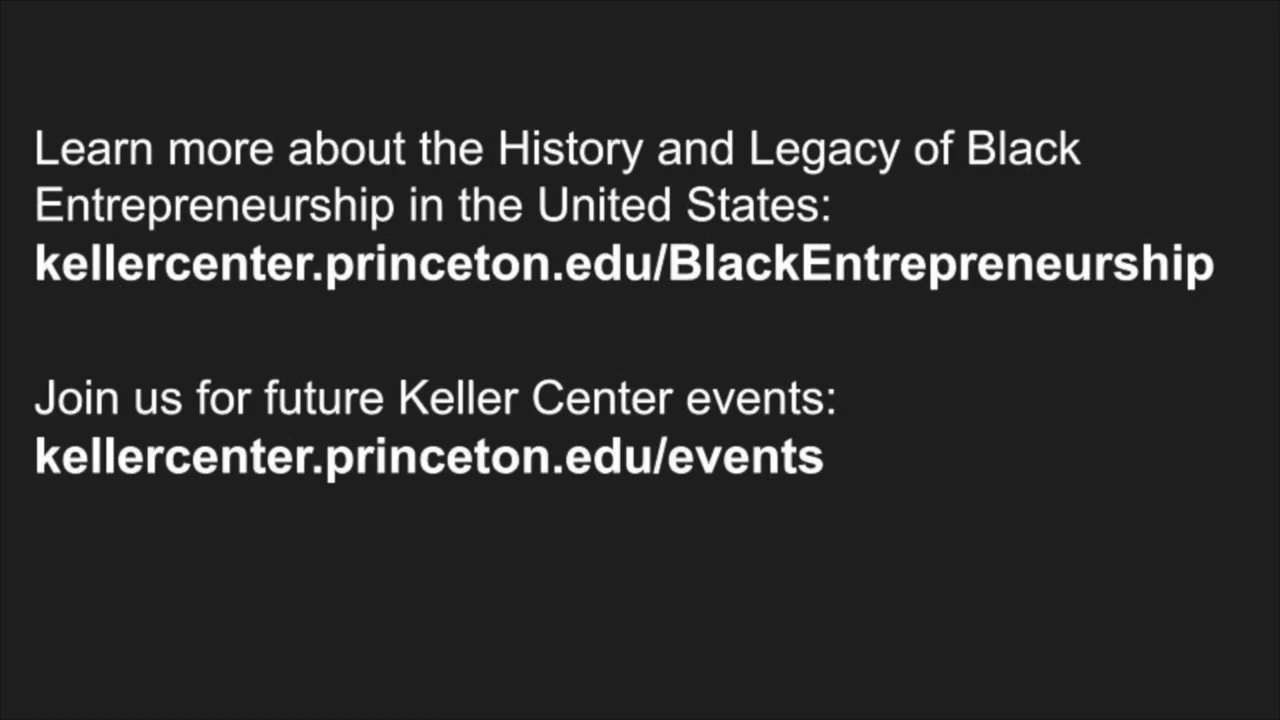 Learn more about the History and Legacy of Black
Entrepreneurship in the United States:
kellercenter.princeton.edu/BlackEntrepreneurship
Join us for future Keller Center events:
kellercenter.princeton.edu/events